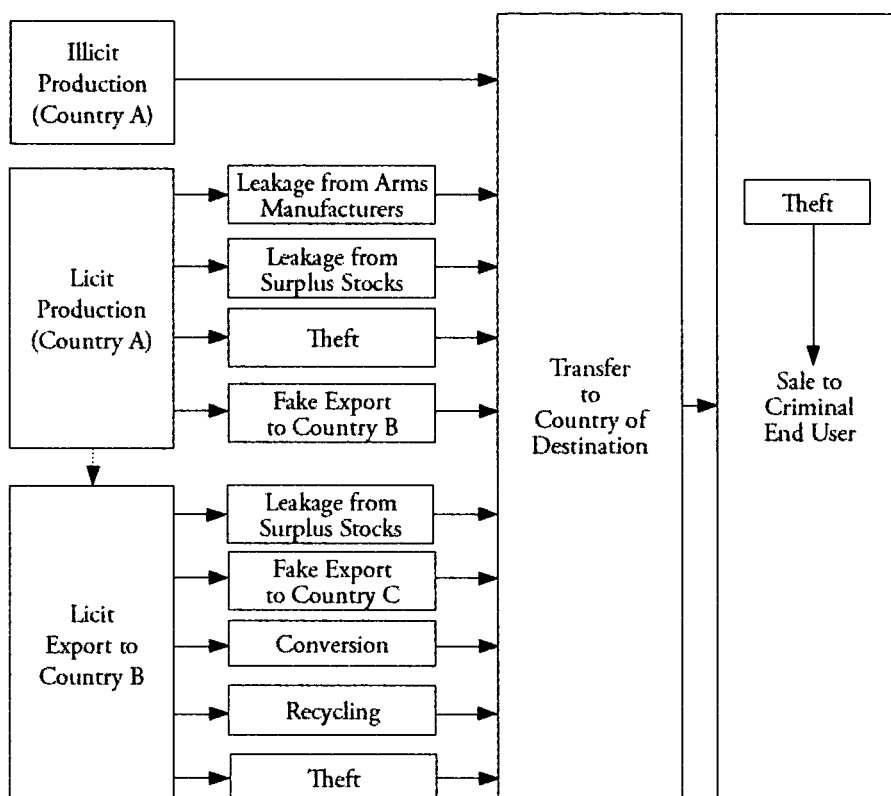 Illicit
Production
(Country A)
Licit
Production
(Country A)
Licit
Export to
Country B
Leakage from Arms
Manufacturers
Leakage from
Surplus Stocks
Theft
Fake Export
to Country B
Leakage from
Surplus Stocks
Fake Export
to Country C
Conversion
Recycling
Theft
Transfer
to
Country of
Destination
Theft
Sale to
Criminal
End User